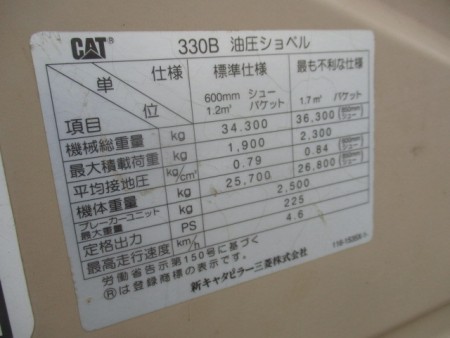 CAT® 330B 油圧ショベル
単位 仕様 標準仕様 最も不利な仕様
項目 600mm シュー 1.2m³ バケット 1.7m³ バケット
機械総重量 kg 34.300 36,300
最大積載荷重 kg 1,900 2,300
平均接地圧 kg/cm² 0.79 0.84
機体重量 kg 25,700 26,800
ブレーカーユニット最大重量 kg 2,500
定格出力 PS 225
最高走行速度 km/h 4.6
労働省告示第150号に基づく
Ⓡは登録商標の表示です。
新キャタピラー三菱株式会社